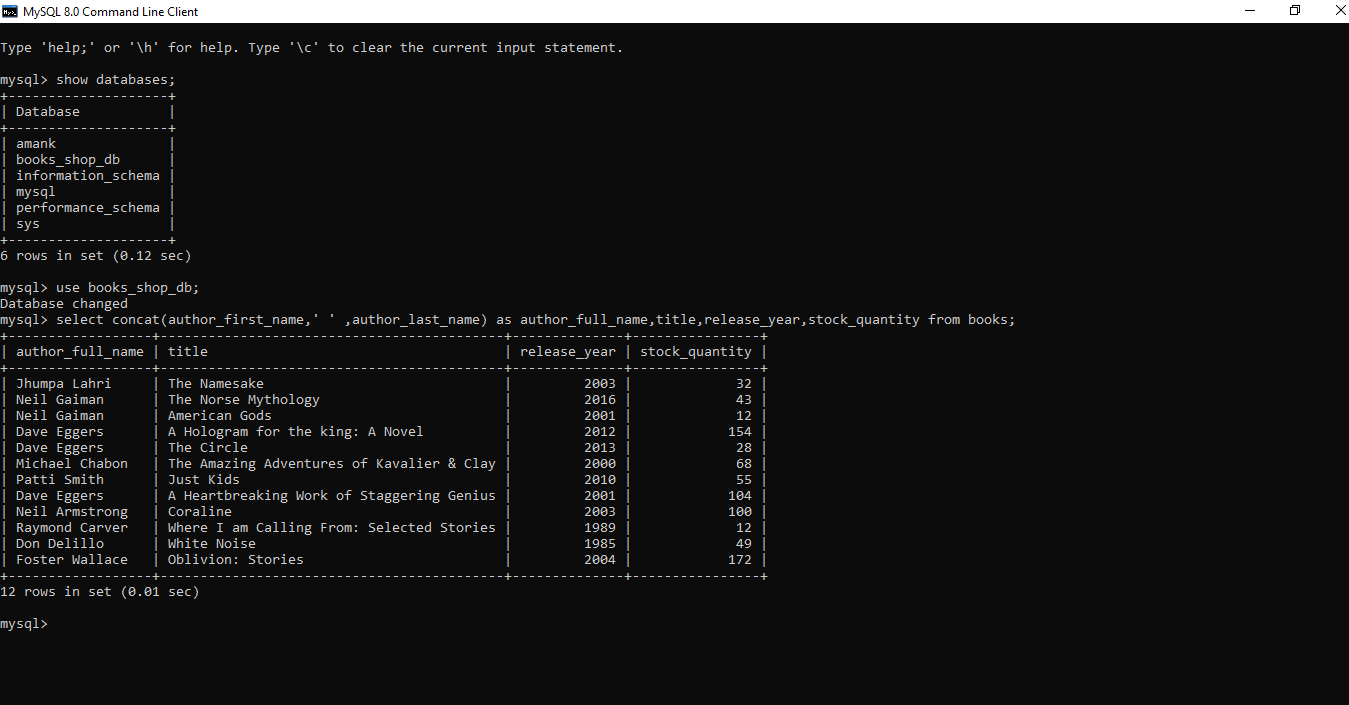 MySQL 8.0 Command Line Client
Type 'help;' or '\h' for help. Type '\c' to clear the current input statement.
mysql> show databases;
+--------------------+
| Database           |
+--------------------+
| amank              |
| books_shop_db      |
| information_schema |
| mysql              |
| performance_schema |
| sys                |
+--------------------+
6 rows in set (0.12 sec)
mysql> use books_shop_db;
Database changed
mysql> select concat(author_first_name,' ' ,author_last_name) as author_full_name,title,release_year,stock_quantity from books;
+------------------+-------------------------------------------+--------------+----------------+
| author_full_name | title                                     | release_year | stock_quantity |
+------------------+-------------------------------------------+--------------+----------------+
| Jhumpa Lahri     | The Namesake                              |         2003 |             32 |
| Neil Gaiman      | The Norse Mythology                       |         2016 |             43 |
| Neil Gaiman      | American Gods                             |         2001 |             12 |
| Dave Eggers      | A Hologram for the king: A Novel          |         2012 |            154 |
| Dave Eggers      | The Circle                                |         2013 |             28 |
| Michael Chabon   | The Amazing Adventures of Kavalier & Clay |         2000 |             68 |
| Patti Smith      | Just Kids                                 |         2010 |             55 |
| Dave Eggers      | A Heartbreaking Work of Staggering Genius |         2001 |            104 |
| Neil Armstrong   | Coraline                                  |         2003 |            100 |
| Raymond Carver   | Where I am Calling From: Selected Stories |         1989 |             12 |
| Don Delillo      | White Noise                               |         1985 |             49 |
| Foster Wallace   | Oblivion: Stories                         |         2004 |            172 |
+------------------+-------------------------------------------+--------------+----------------+
12 rows in set (0.01 sec)
mysql>